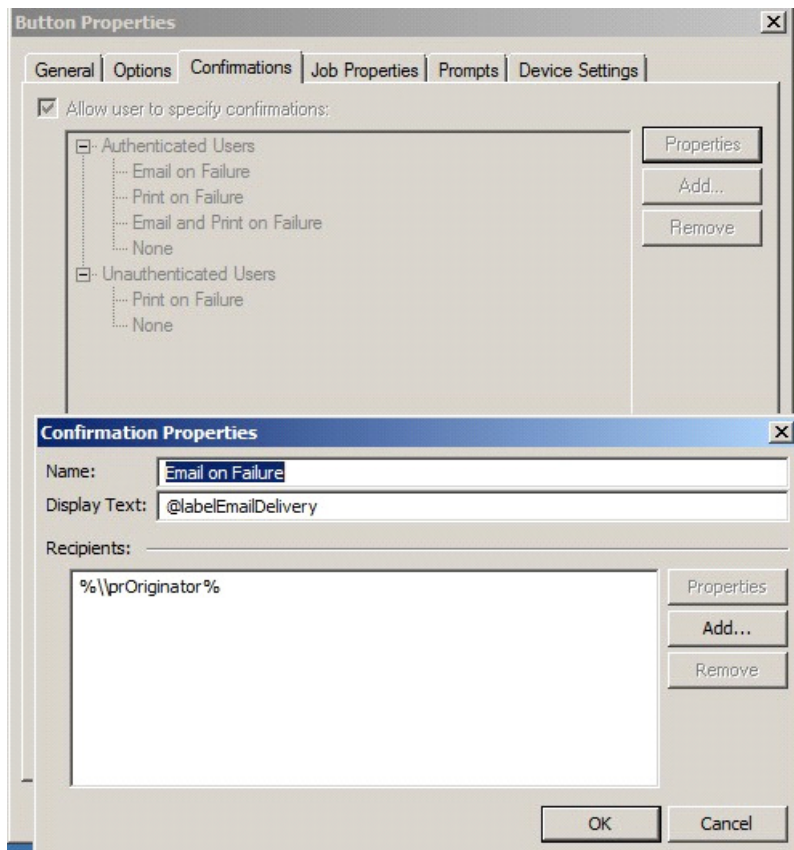 Button Properties
General Options Confirmations Job Properties Prompts Device Settings
Allow user to specify confirmations:
Authenticated Users
Properties
Email on Failure
Add...
Print on Failure
Email and Print on Failure
Remove
None
Unauthenticated Users
Print on Failure
None
Confirmation Properties
Name: Email on Failure
Display Text: @labelEmailDelivery
Recipients:
%\\prOriginator%
Properties
Add...
Remove
OK Cancel